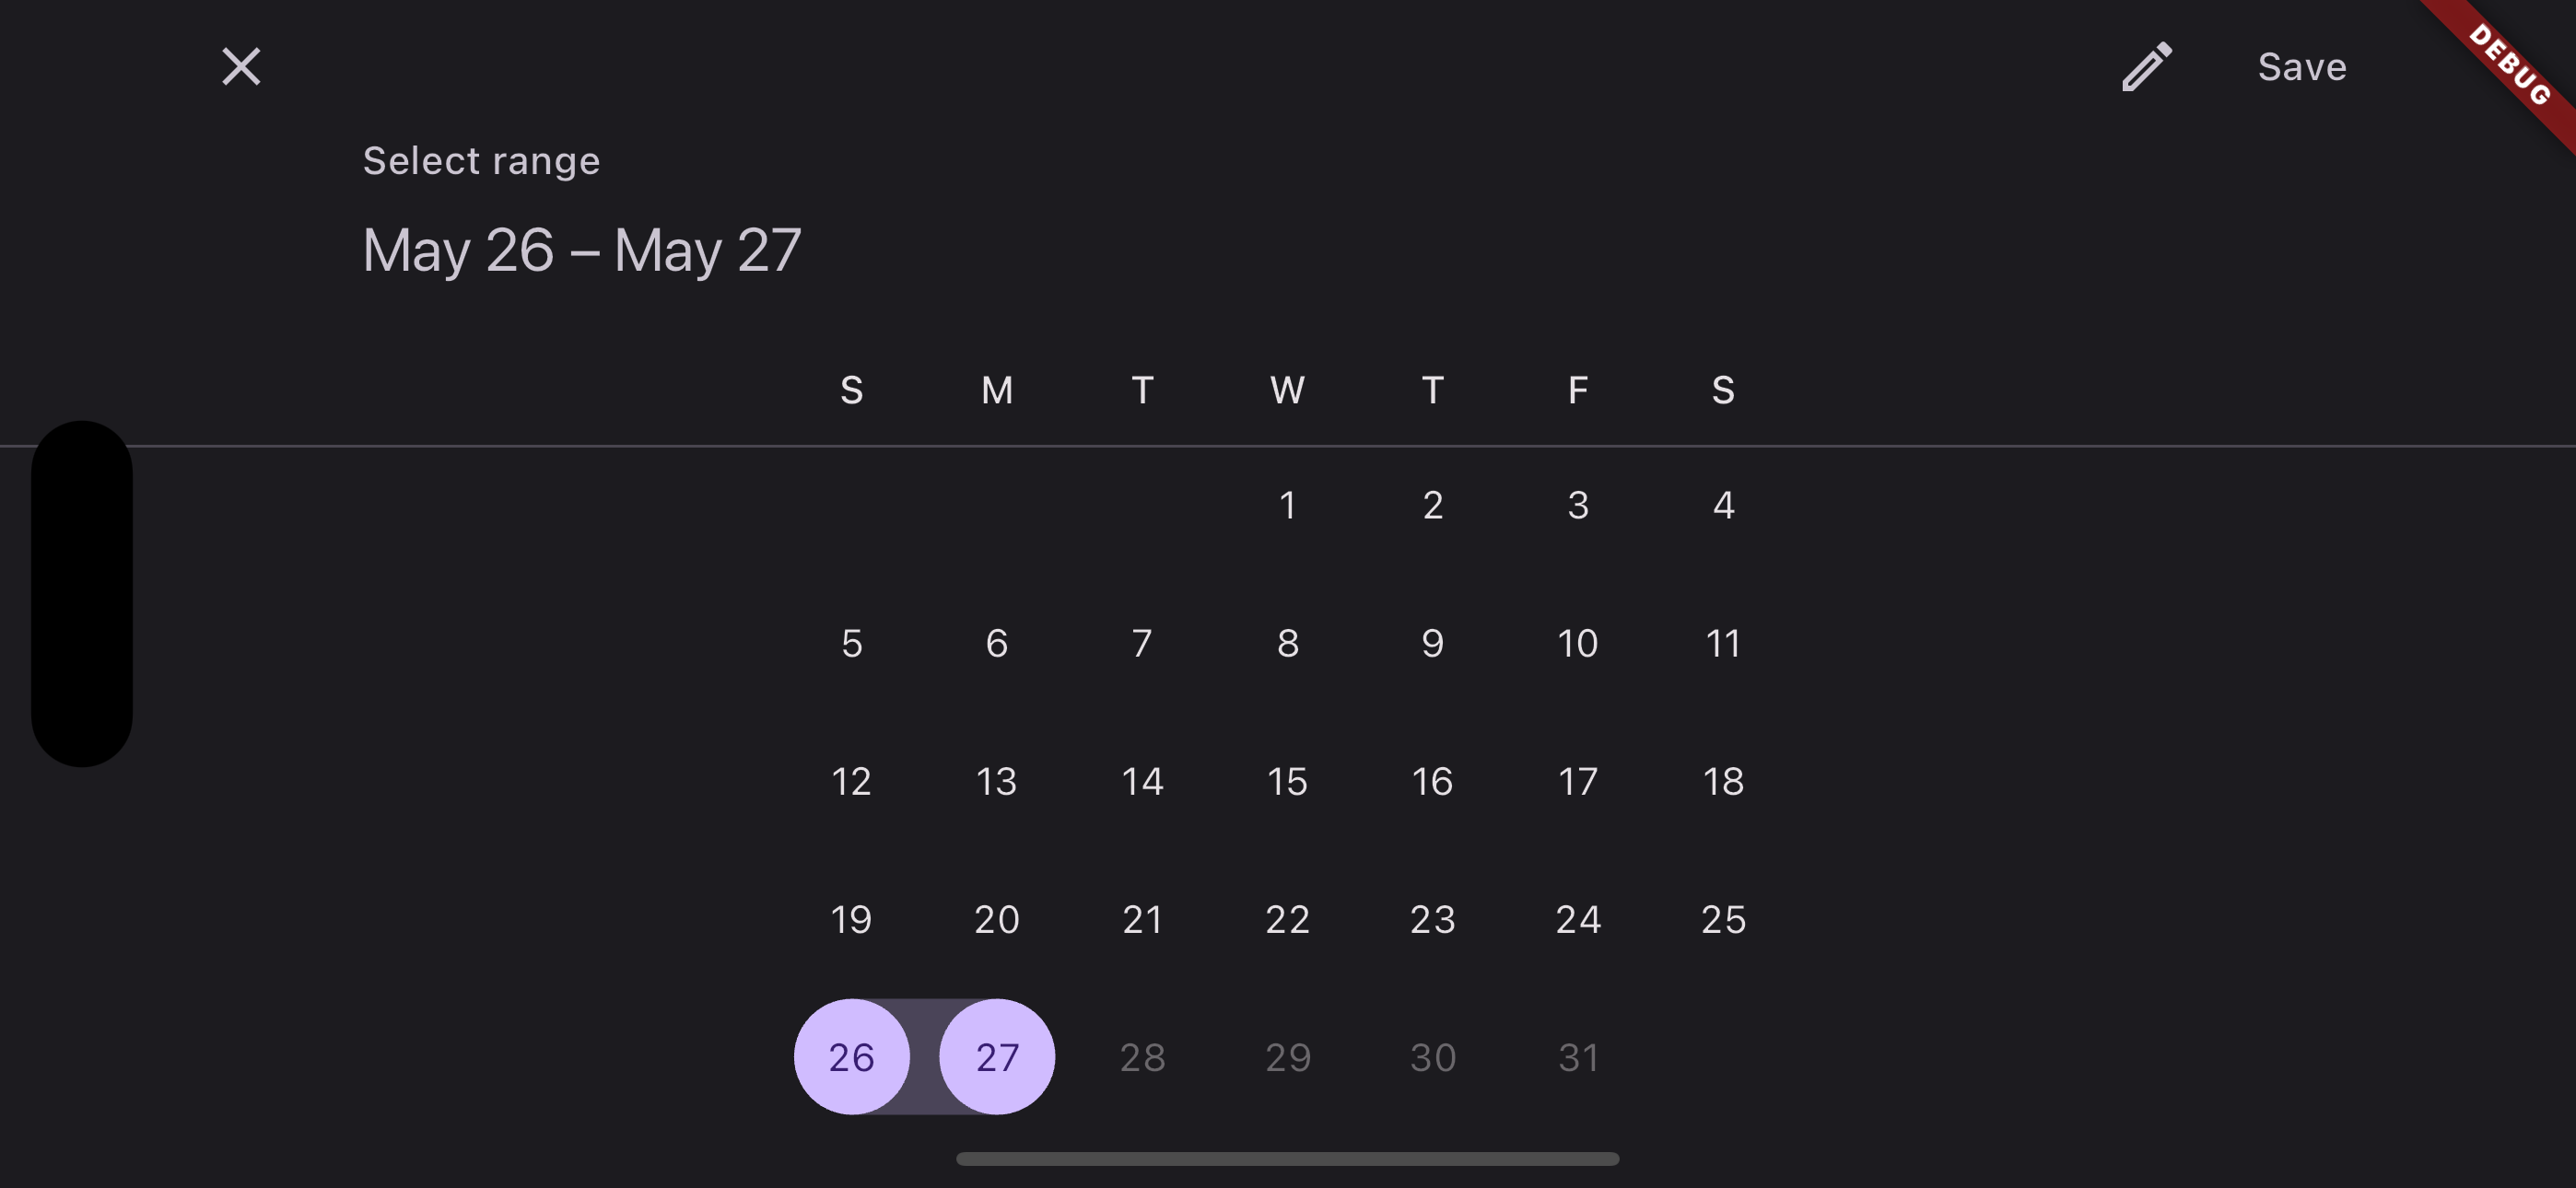 Save
DEBUG
Select range
May 26 – May 27
S M T W T F S
1 2 3 4
5 6 7 8 9 10 11
12 13 14 15 16 17 18
19 20 21 22 23 24 25
26 27 28 29 30 31